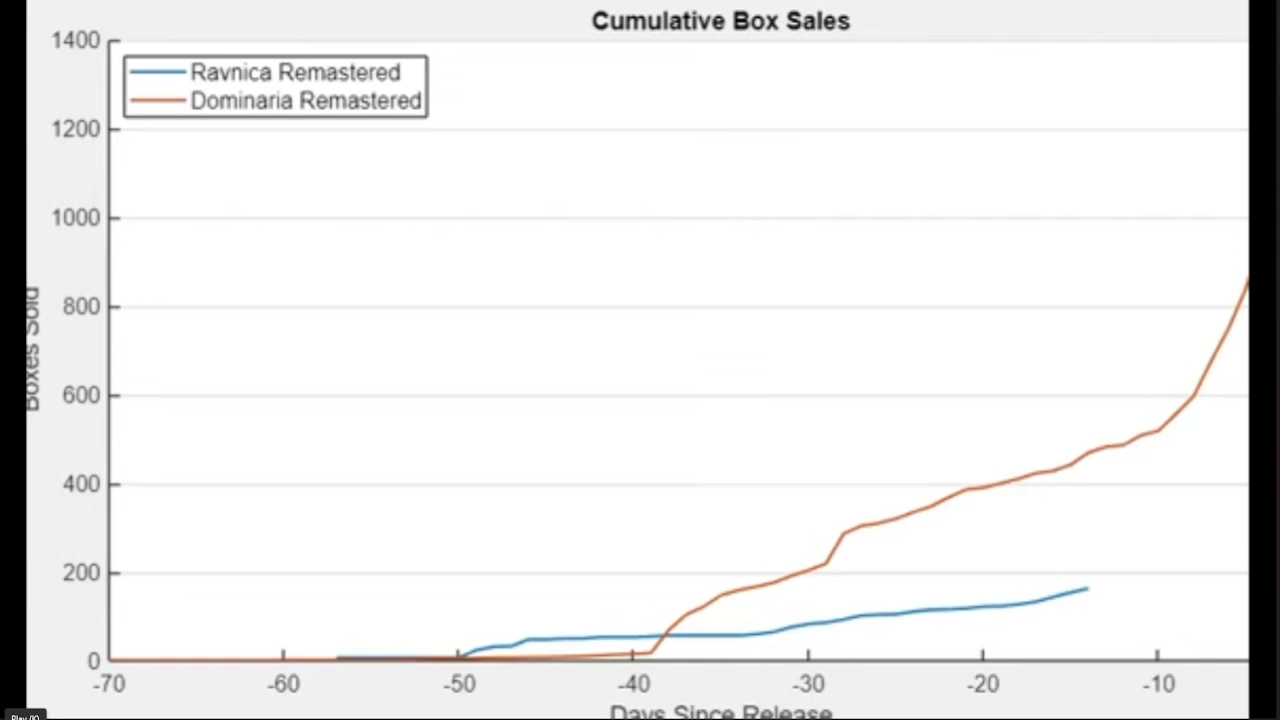 Cumulative Box Sales
1400
Ravnica Remastered
Dominaria Remastered
1200
1000
800
600
400
200
0
Boxes Sold
-70 -60 -50 -40 -30 -20 -10
Days Since Release